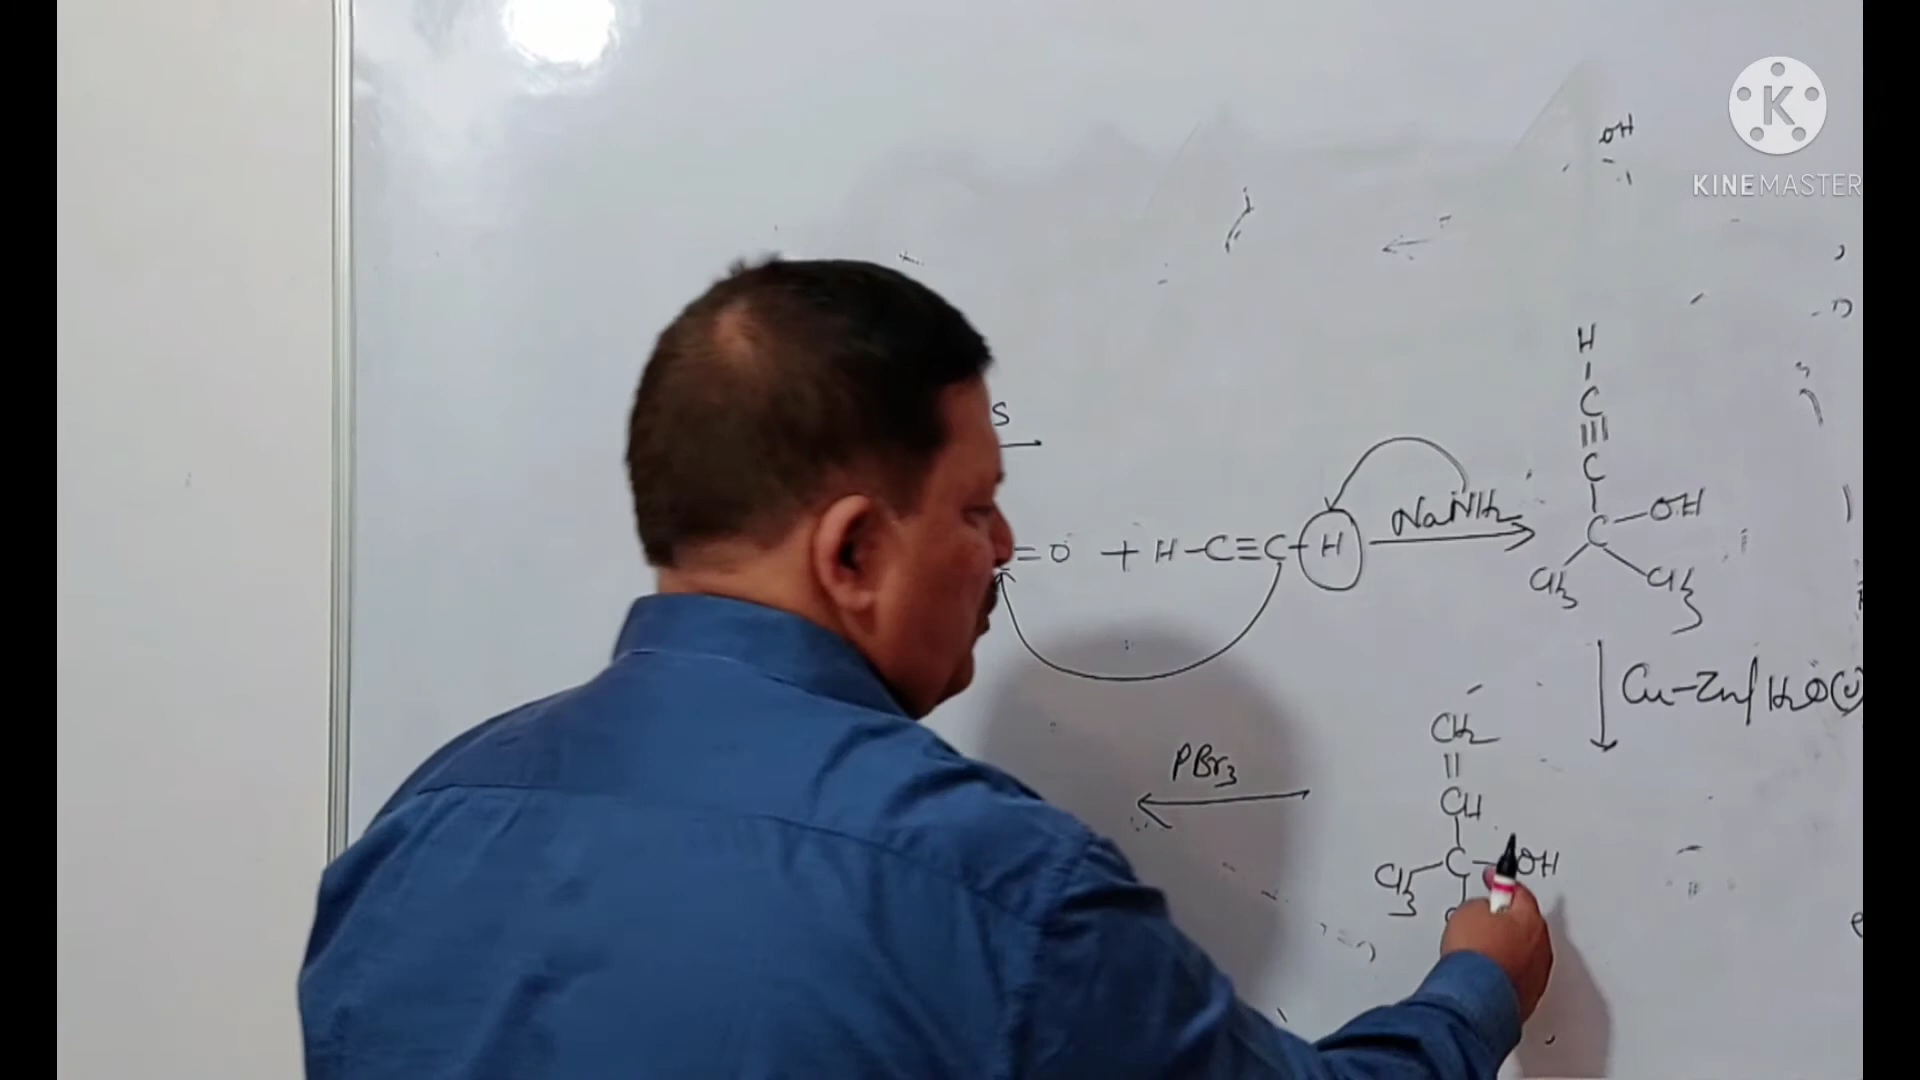 OH
KINEMASTER
S
H
C
|||
C
C-OH
CH3 CH3
=O + H-C≡C-H NaNH2
Cu-Zn/H2O
CH2
||
CH
CH3-C-OH
PBr3